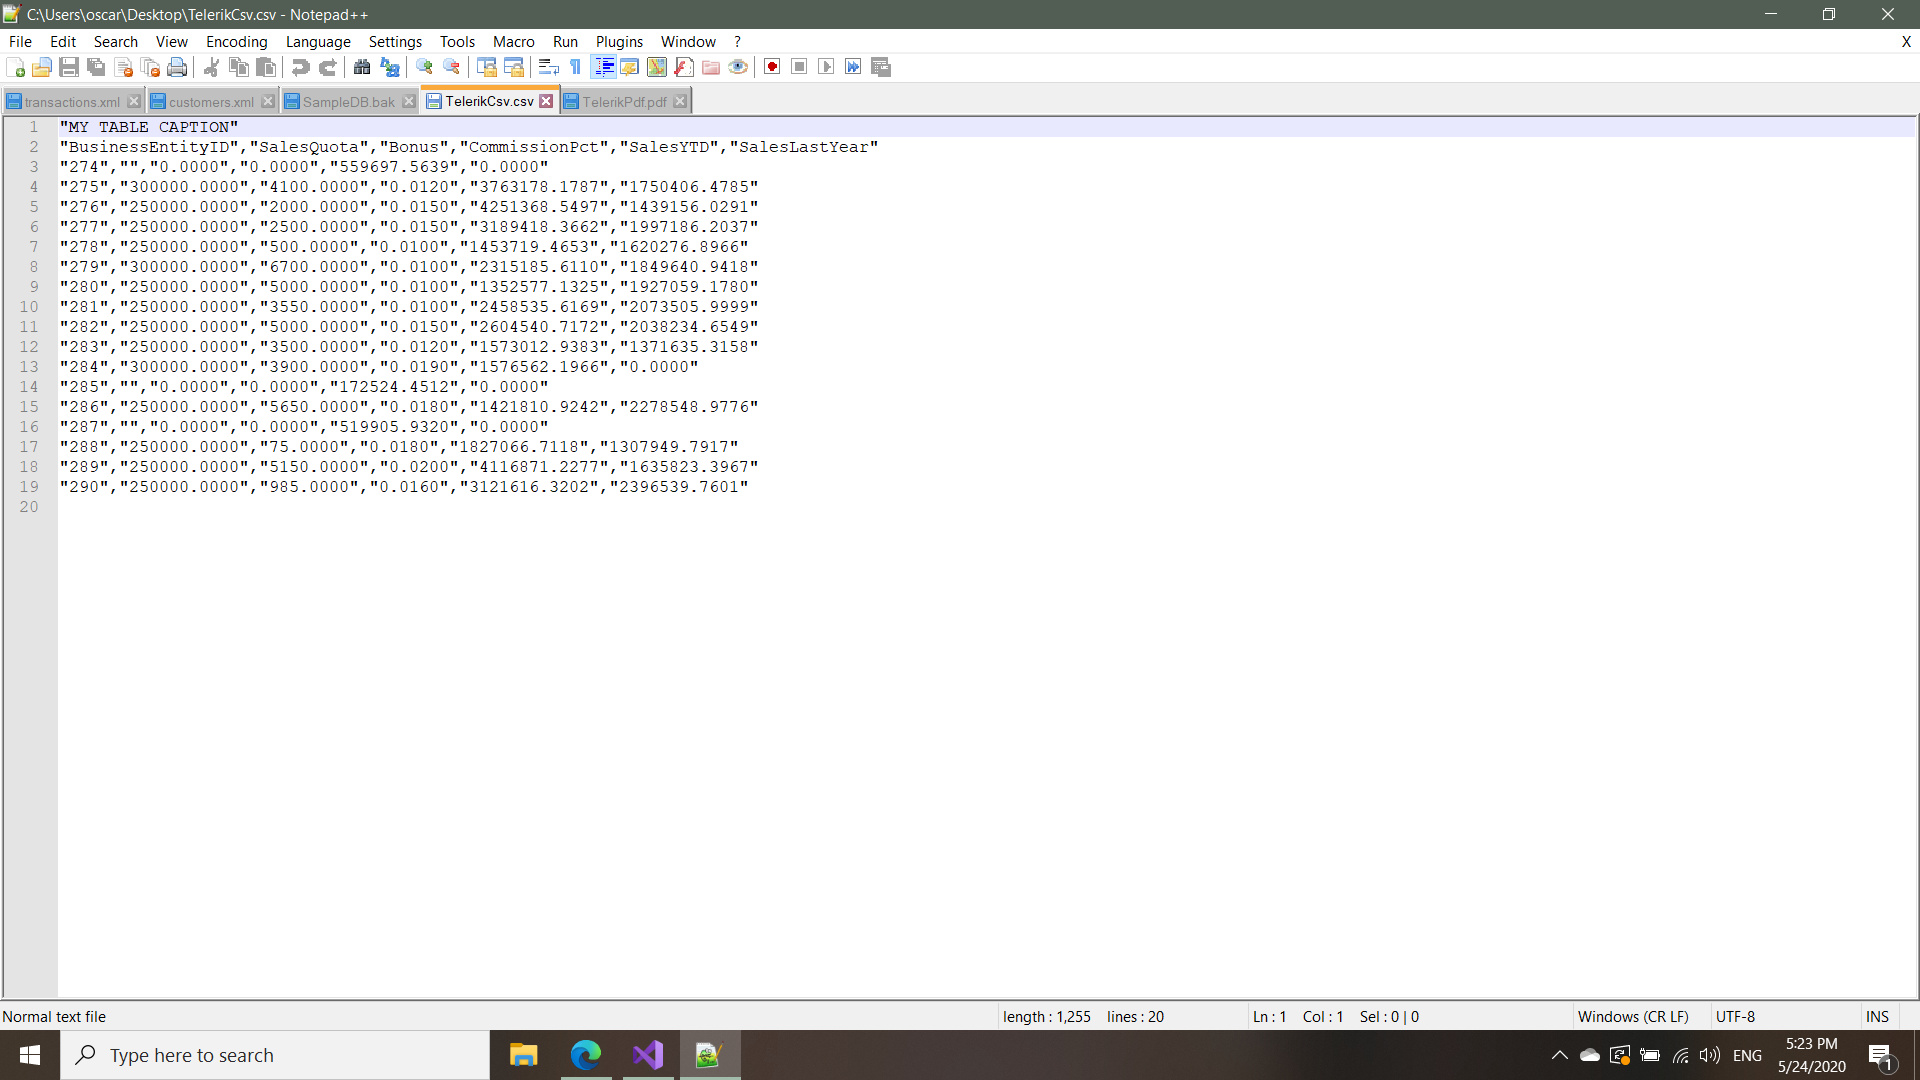 C:\Users\oscar\Desktop\TelerikCsv.csv - Notepad++
File Edit Search View Encoding Language Settings Tools Macro Run Plugins Window ? X
transactions.xml customers.xml SampleDB.bak TelerikCsv.csv TelerikPdf.pdf
1 "MY TABLE CAPTION"
2 "BusinessEntityID","SalesQuota","Bonus","CommissionPct","SalesYTD","SalesLastYear"
3 "274","","0.0000","0.0000","559697.5639","0.0000"
4 "275","300000.0000","4100.0000","0.0120","3763178.1787","1750406.4785"
5 "276","250000.0000","2000.0000","0.0150","4251368.5497","1439156.0291"
6 "277","250000.0000","2500.0000","0.0150","3189418.3662","1997186.2037"
7 "278","250000.0000","500.0000","0.0100","1453719.4653","1620276.8966"
8 "279","300000.0000","6700.0000","0.0100","2315185.6110","1849640.9418"
9 "280","250000.0000","5000.0000","0.0100","1352577.1325","1927059.1780"
10 "281","250000.0000","3550.0000","0.0100","2458535.6169","2073505.9999"
11 "282","250000.0000","5000.0000","0.0150","2604540.7172","2038234.6549"
12 "283","250000.0000","3500.0000","0.0120","1573012.9383","1371635.3158"
13 "284","300000.0000","3900.0000","0.0190","1576562.1966","0.0000"
14 "285","","0.0000","0.0000","172524.4512","0.0000"
15 "286","250000.0000","5650.0000","0.0180","1421810.9242","2278548.9776"
16 "287","","0.0000","0.0000","519905.9320","0.0000"
17 "288","250000.0000","75.0000","0.0180","1827066.7118","1307949.7917"
18 "289","250000.0000","5150.0000","0.0200","4116871.2277","1635823.3967"
19 "290","250000.0000","985.0000","0.0160","3121616.3202","2396539.7601"
20
Normal text file length : 1,255 lines : 20 Ln : 1 Col : 1 Sel : 0 | 0 Windows (CR LF) UTF-8 INS
Type here to search ENG 5:23 PM
5/24/2020 1